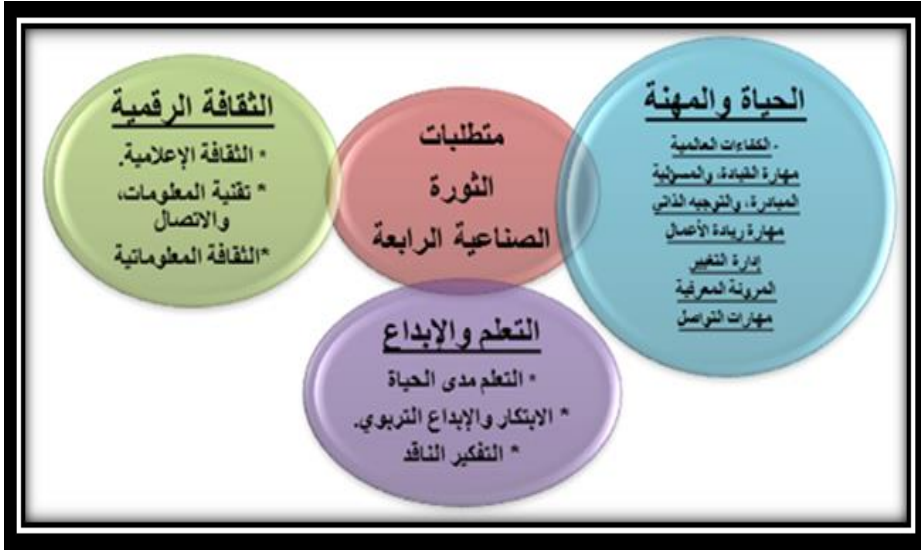 الحياة والمهنة
- الكفاءات العالمية
مهارة القيادة، والمسؤلية
المبادرة، والتوجيه الذاتي
مهارة ريادة الأعمال
إدارة التغيير
المرونة المعرفية
مهارات التواصل
متطلبات
الثورة
الصناعية الرابعة
الثقافة الرقمية
* الثقافة الإعلامية.
* تقنية المعلومات،
والاتصال
*الثقافة المعلوماتية
التعلم والإبداع
* التعلم مدى الحياة
* الابتكار والإبداع التربوي.
* التفكير الناقد